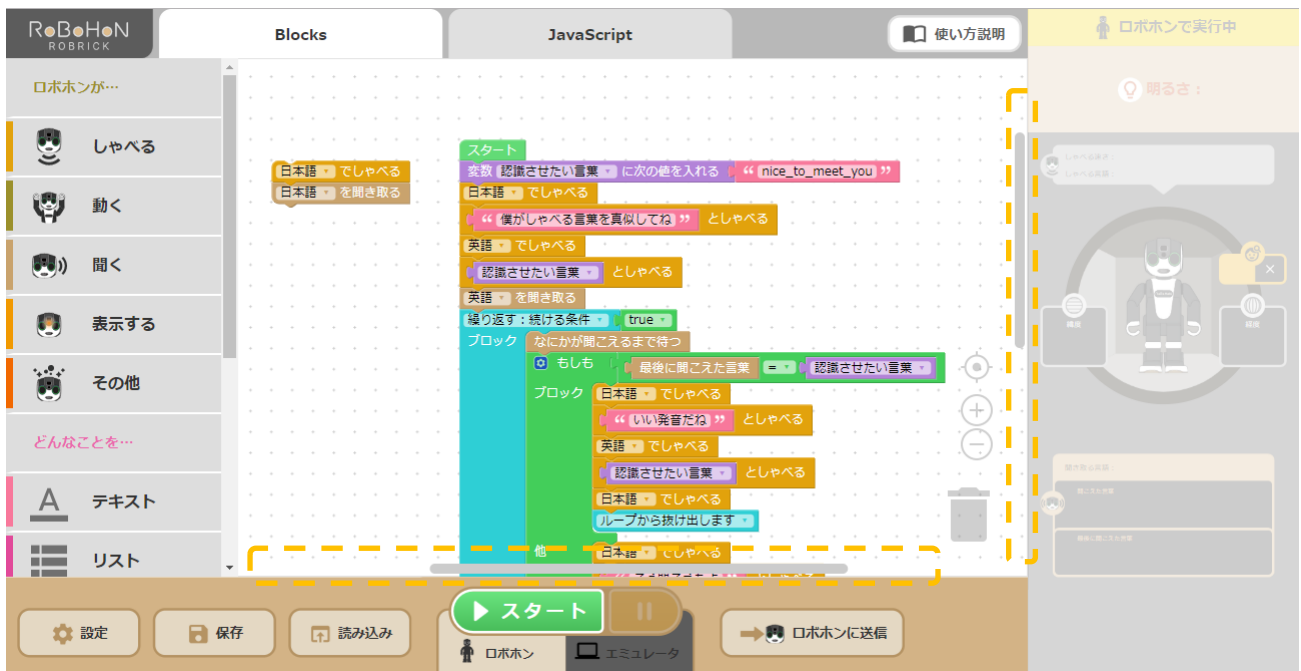 RoBoHoN
ROBRICK
Blocks
JavaScript
使い方説明
ロボホンで実行中
明るさ：
ロボホンが…
しゃべる
動く
聞く
表示する
その他
どんなことを…
テキスト
リスト
日本語 でしゃべる
日本語 を聞き取る
スタート
変数 認識させたい言葉 に次の値を入れる “ nice_to_meet_you ”
日本語 でしゃべる
“ 僕がしゃべる言葉を真似してね ” としゃべる
英語 でしゃべる
認識させたい言葉 としゃべる
英語 を聞き取る
繰り返す：続ける条件 true
ブロック なにかが聞こえるまで待つ
もしも 最後に聞こえた言葉 = 認識させたい言葉
ブロック 日本語 でしゃべる
“ いい発音だね ” としゃべる
英語 でしゃべる
認識させたい言葉 としゃべる
日本語 でしゃべる
ループから抜け出します
他 日本語 でしゃべる
設定
保存
読み込み
スタート
ロボホン
エミュレータ
ロボホンに送信